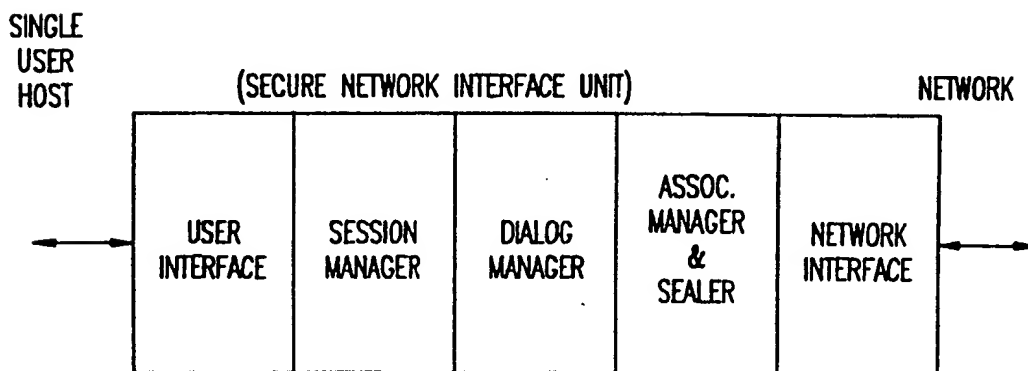 SINGLE
USER
HOST
(SECURE NETWORK INTERFACE UNIT)
NETWORK
USER
INTERFACE
SESSION
MANAGER
DIALOG
MANAGER
ASSOC.
MANAGER
&
SEALER
NETWORK
INTERFACE